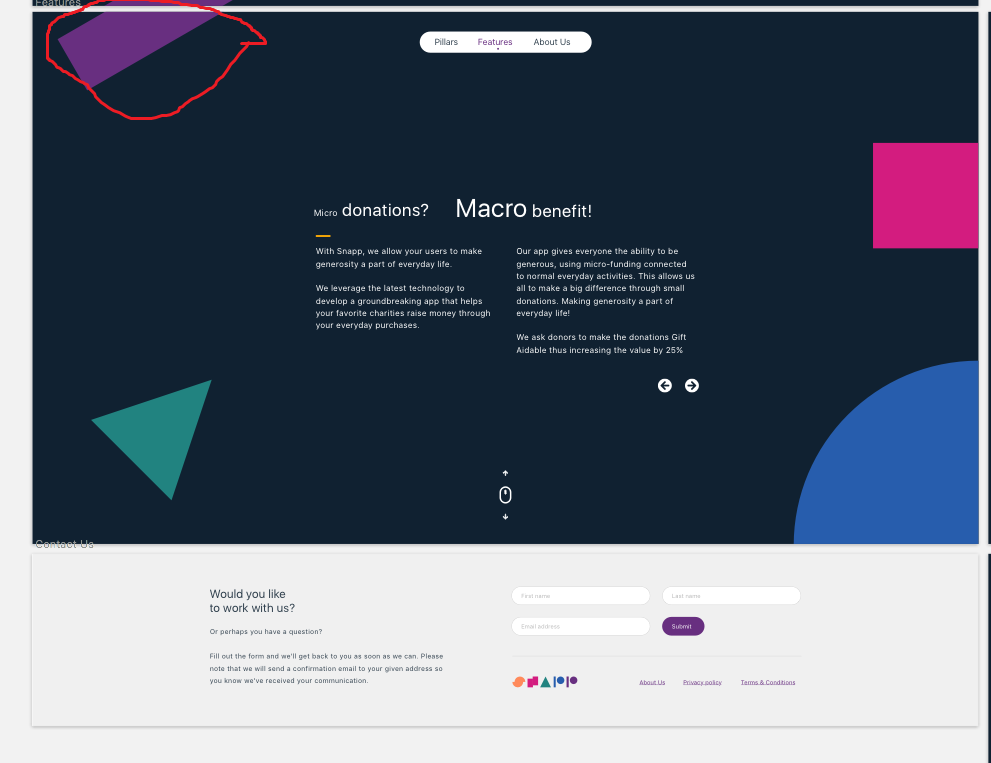 Features
Pillars Features About Us
Micro donations? Macro benefit!
With Snapp, we allow your users to make
generosity a part of everyday life.
We leverage the latest technology to
develop a groundbreaking app that helps
your favorite charities raise money through
your everyday purchases.
Our app gives everyone the ability to be
generous, using micro-funding connected
to normal everyday activities. This allows us
all to make a big difference through small
donations. Making generosity a part of
everyday life!
We ask donors to make the donations Gift
Aidable thus increasing the value by 25%
Contact Us
Would you like
to work with us?
Or perhaps you have a question?
Fill out the form and we'll get back to you as soon as we can. Please
note that we will send a confirmation email to your given address so
you know we've received your communication.
First name Last name
Email address Submit
About Us Privacy policy Terms & Conditions